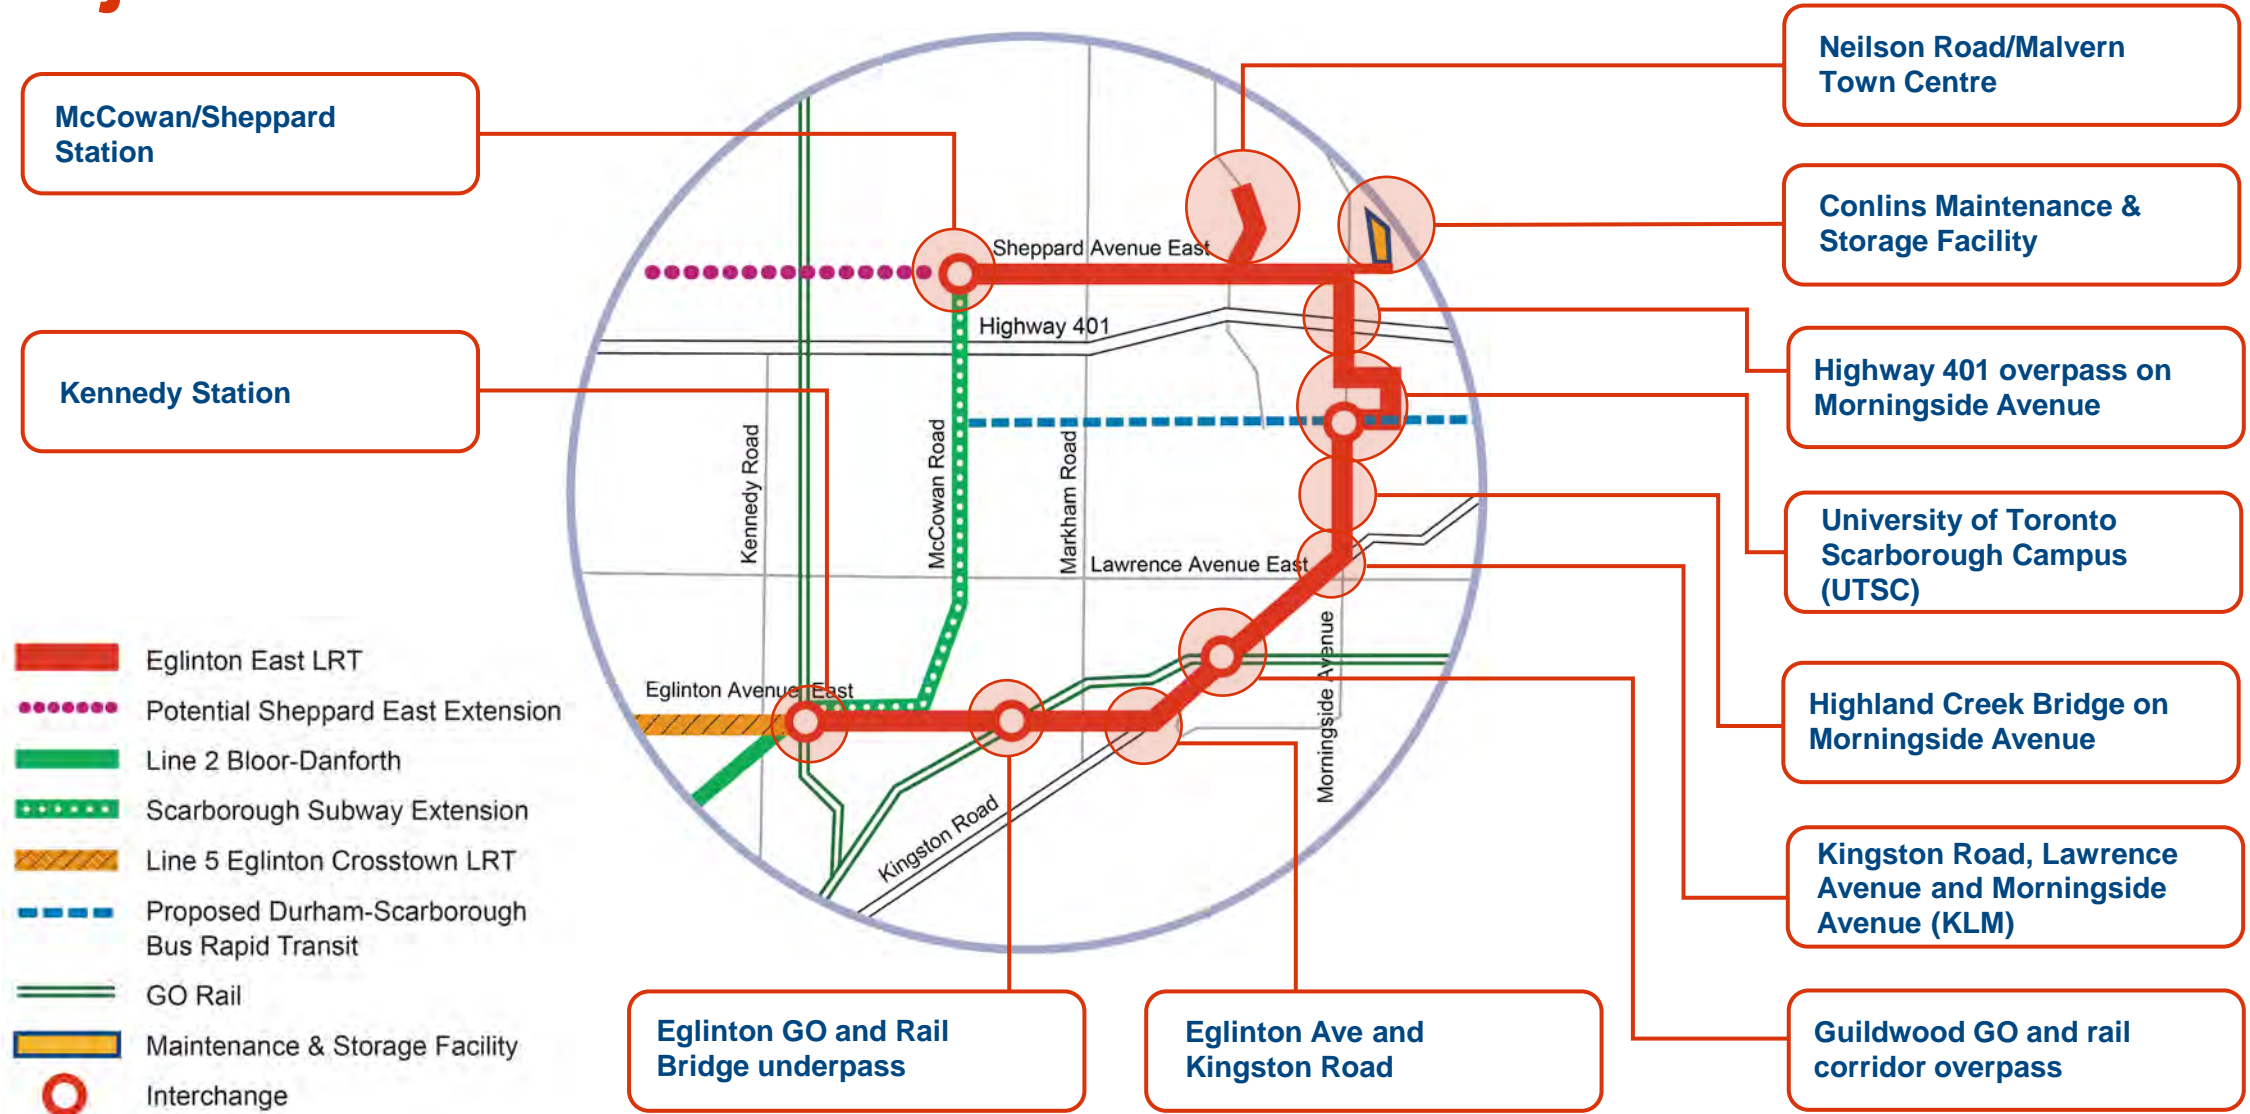 McCowan/Sheppard
Station
Kennedy Station
Neilson Road/Malvern
Town Centre
Conlins Maintenance &
Storage Facility
Highway 401 overpass on
Morningside Avenue
University of Toronto
Scarborough Campus
(UTSC)
Highland Creek Bridge on
Morningside Avenue
Kingston Road, Lawrence
Avenue and Morningside
Avenue (KLM)
Guildwood GO and rail
corridor overpass
Eglinton GO and Rail
Bridge underpass
Eglinton Ave and
Kingston Road
Sheppard Avenue East
Highway 401
Kennedy Road
McCowan Road
Markham Road
Lawrence Avenue East
Morningside Avenue
Eglinton Avenue East
Kingston Road
Eglinton East LRT
Potential Sheppard East Extension
Line 2 Bloor-Danforth
Scarborough Subway Extension
Line 5 Eglinton Crosstown LRT
Proposed Durham-Scarborough
Bus Rapid Transit
GO Rail
Maintenance & Storage Facility
Interchange